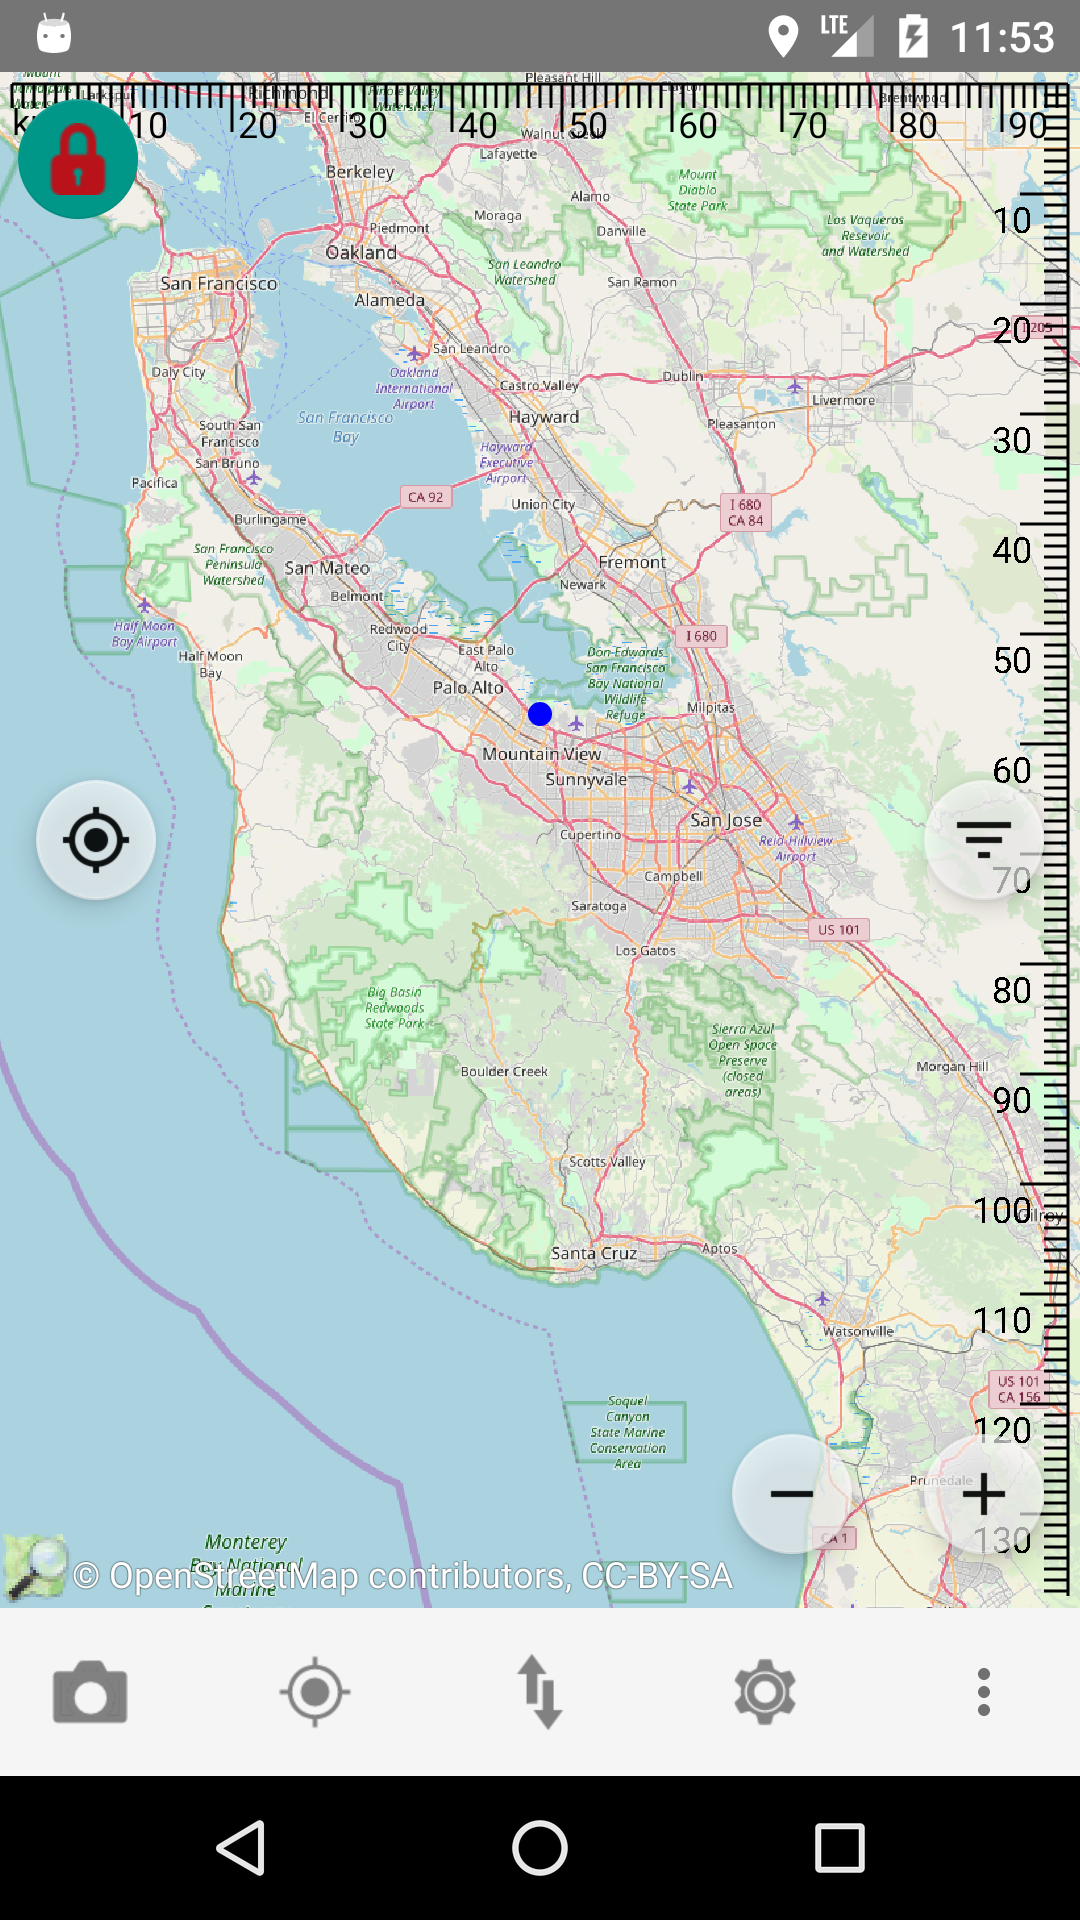 LTE 11:53
Pleasant Hill
Larkspur
Richmond
Brentwood
El Cerrito
10 20 30 40 50 60 70 80 90
Walnut Creek
Lafayette
Berkeley
Mount
Diablo
State Park
Alamo
Moraga
10
Piedmont
Danville
Los Vaqueros
Resevoir
and Watershed
Oakland
San Leandro
Watershed
San Francisco
San Ramon
Alameda
20
I 205
San Leandro
Daly City
Oakland
International
Airport
Castro Valley
Dublin
Livermore
San Francisco
Bay
Hayward
Pleasanton
South San
Francisco
30
Hayward
Executive
Airport
San Bruno
Pacifica
CA 92
Union City
I 680
CA 84
Burlingame
San Francisco
Peninsula
Watershed
40
San Mateo
Fremont
Newark
Belmont
Half Moon
Bay Airport
Redwood
City
I 680
East Palo
Alto
Half Moon
Bay
Don Edwards
San Francisco
Bay National
Wildlife
Refuge
50
Palo Alto
Milpitas
Mountain View
Sunnyvale
60
San Jose
Cupertino
Reid-Hillview
Airport
Campbell
70
Saratoga
US 101
Los Gatos
Big Basin
Redwoods
State Park
80
Sierra Azul
Open Space
Preserve
(closed
areas)
Boulder Creek
Morgan Hill
90
Scotts Valley
100
Gilroy
Santa Cruz
Aptos
110
Watsonville
US 101
CA 156
Soquel
Canyon
State Marine
Conservation
Area
120
Prunedale
CA 1
130
Monterey
Bay National
Marine
© OpenStreetMap contributors, CC-BY-SA